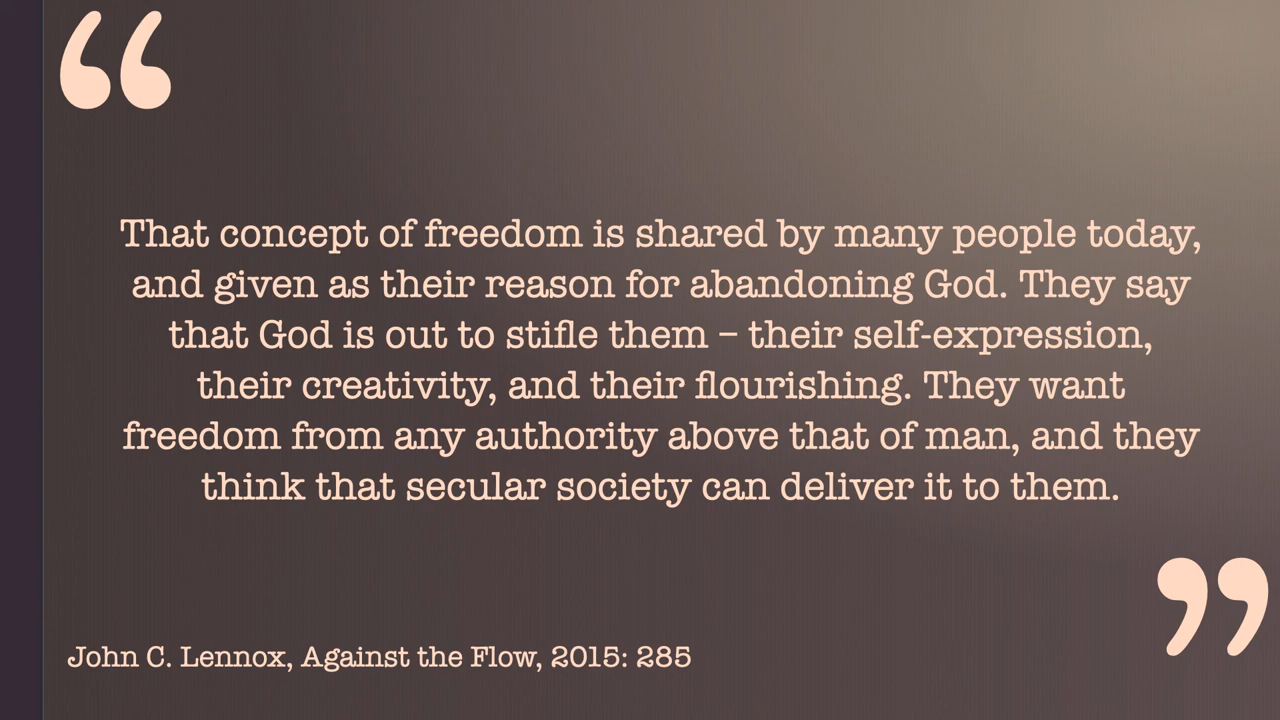 “
That concept of freedom is shared by many people today,
and given as their reason for abandoning God. They say
that God is out to stifle them – their self-expression,
their creativity, and their flourishing. They want
freedom from any authority above that of man, and they
think that secular society can deliver it to them.
”
John C. Lennox, Against the Flow, 2015: 285